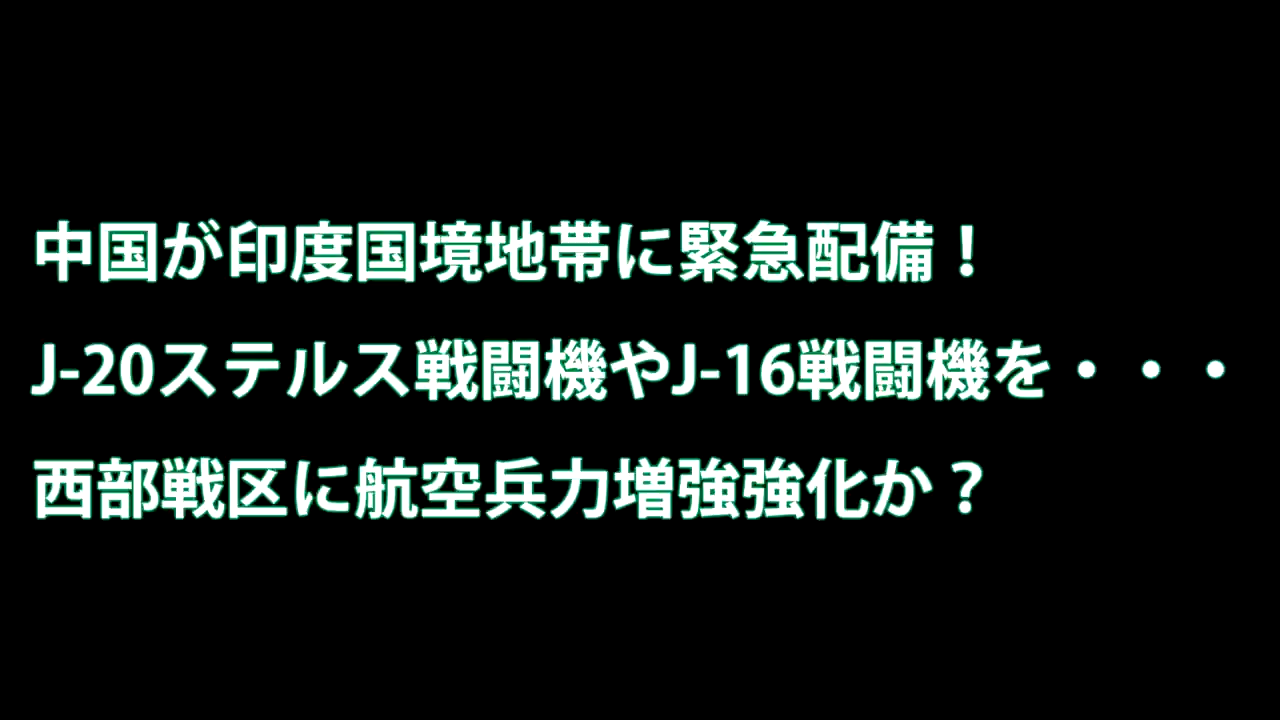 中国が印度国境地帯に緊急配備！
J-20ステルス戦闘機やJ-16戦闘機を・・・
西部戦区に航空兵力増強強化か？